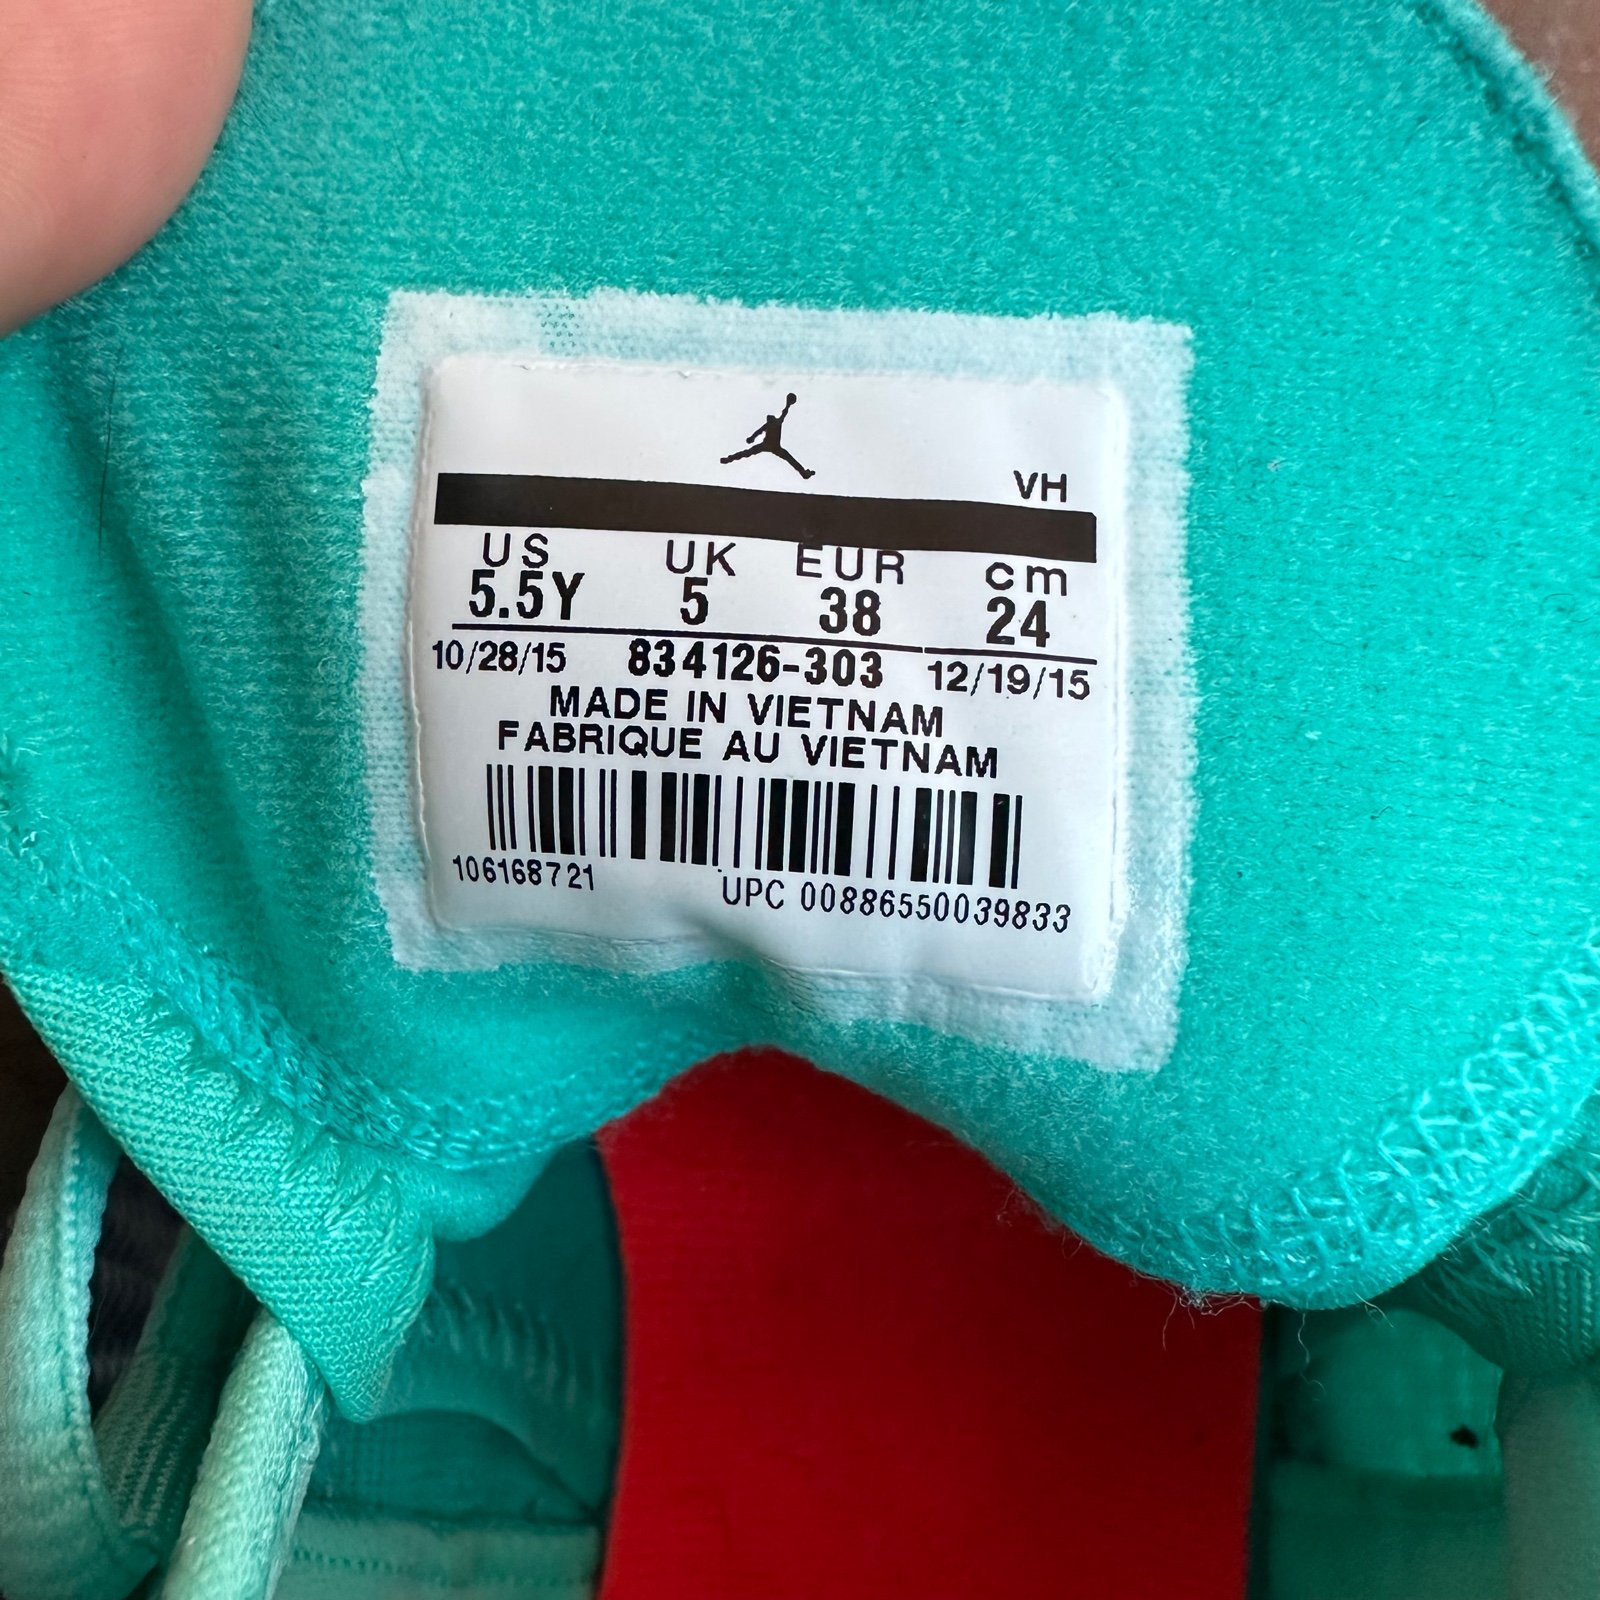 VH
US UK EUR cm
5.5Y 5 38 24
10/28/15 834126-303 12/19/15
MADE IN VIETNAM
FABRIQUE AU VIETNAM
106168721 UPC 00886550039833